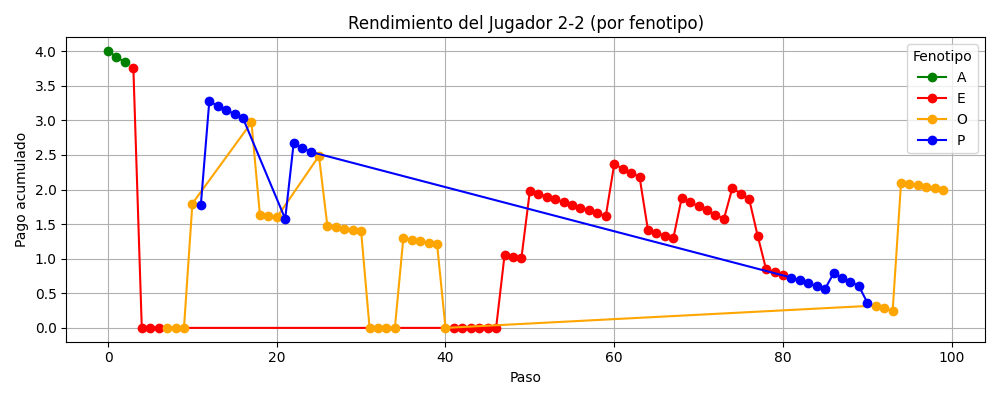 Rendimiento del Jugador 2-2 (por fenotipo)
Pago acumulado
4.0
3.5
3.0
2.5
2.0
1.5
1.0
0.5
0.0
Fenotipo
A
E
O
P
0 20 40 60 80 100
Paso